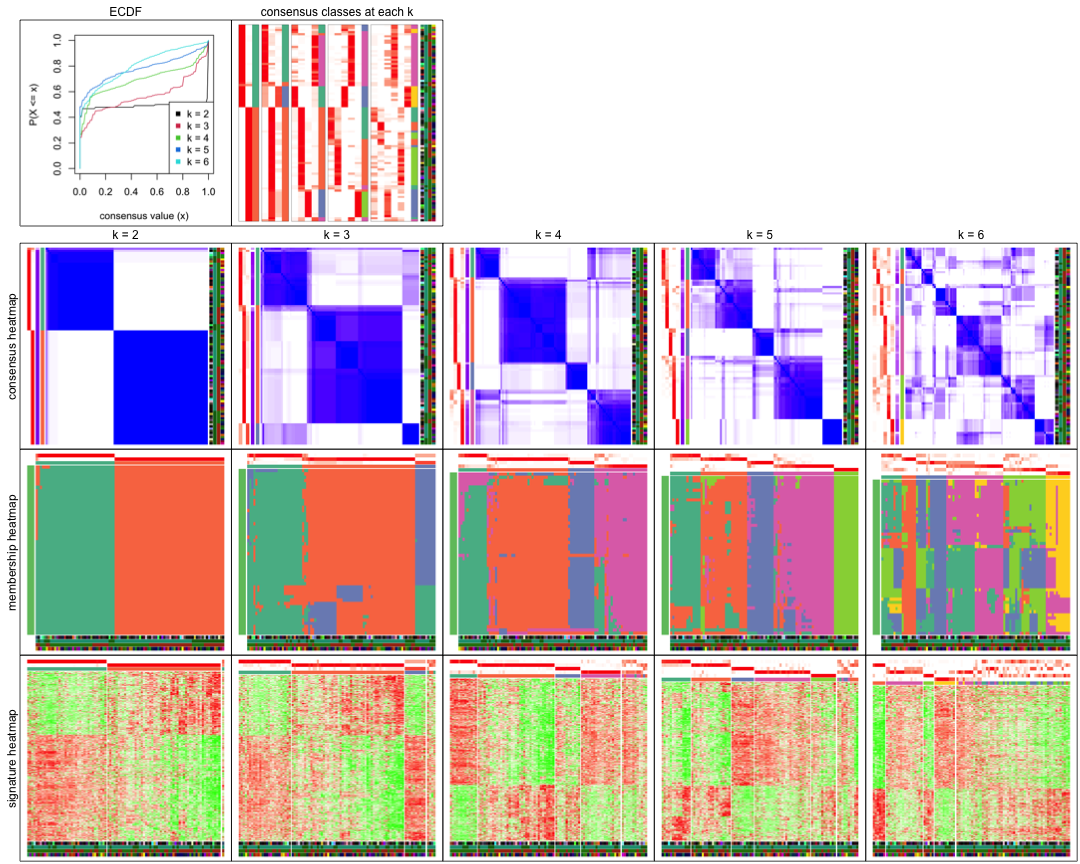 ECDF
consensus classes at each k
P(X <= x)
1.0
0.8
0.6
0.4
0.2
0.0
k = 2
k = 3
k = 4
k = 5
k = 6
0.0 0.2 0.4 0.6 0.8 1.0
consensus value (x)
k = 2
k = 3
k = 4
k = 5
k = 6
consensus heatmap
membership heatmap
signature heatmap